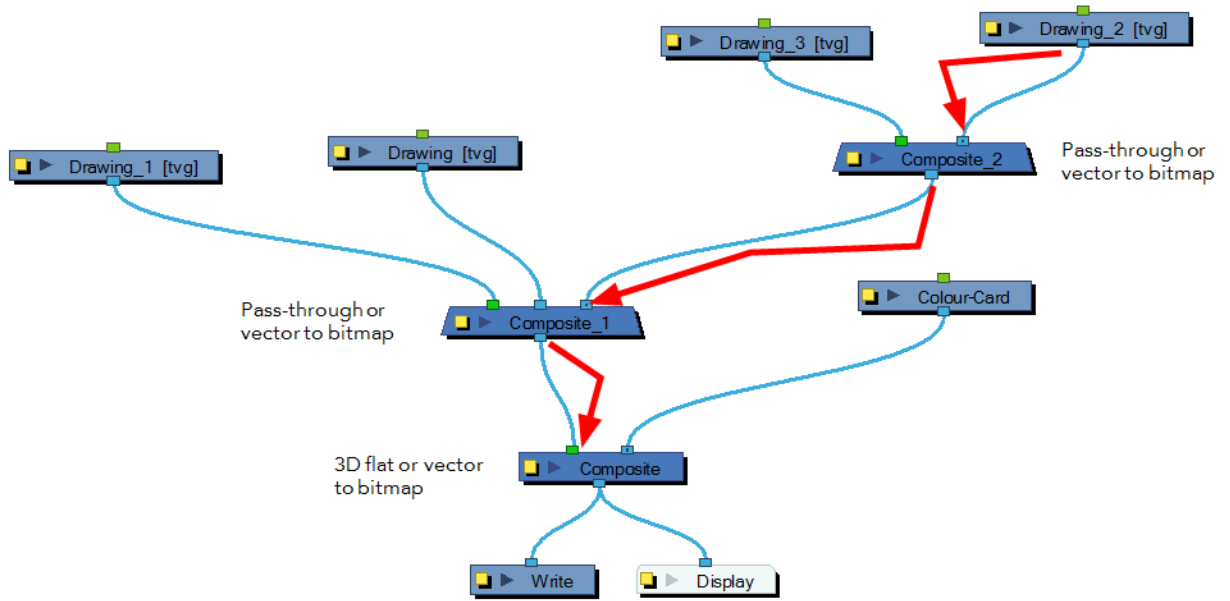 Drawing_3 [tvg]
Drawing_2 [tvg]
Drawing_1 [tvg]
Drawing [tvg]
Composite_2
Pass-through or
vector to bitmap
Colour-Card
Pass-through or
vector to bitmap
Composite_1
3D flat or vector
to bitmap
Composite
Write
Display